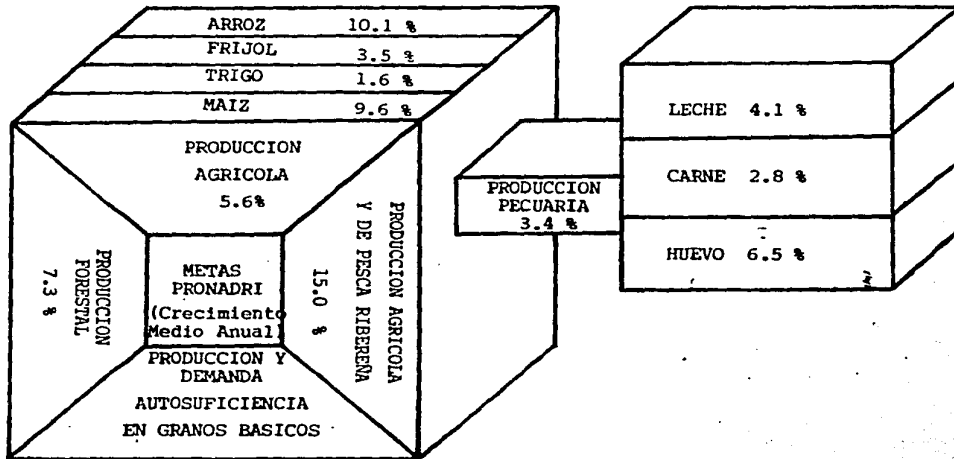 ARROZ 10.1 %
FRIJOL 3.5 %
TRIGO 1.6 %
MAIZ 9.6 %
PRODUCCION
AGRICOLA
5.6%
PRODUCCION
FORESTAL
7.3 %
METAS
PRONADRI
(Crecimiento
Medio Anual)
PRODUCCION AGRICOLA
Y DE PESCA RIBEREÑA
15.0 %
PRODUCCION Y
DEMANDA
AUTOSUFICIENCIA
EN GRANOS BASICOS
PRODUCCION
PECUARIA
3.4 %
LECHE 4.1 %
CARNE 2.8 %
HUEVO 6.5 %